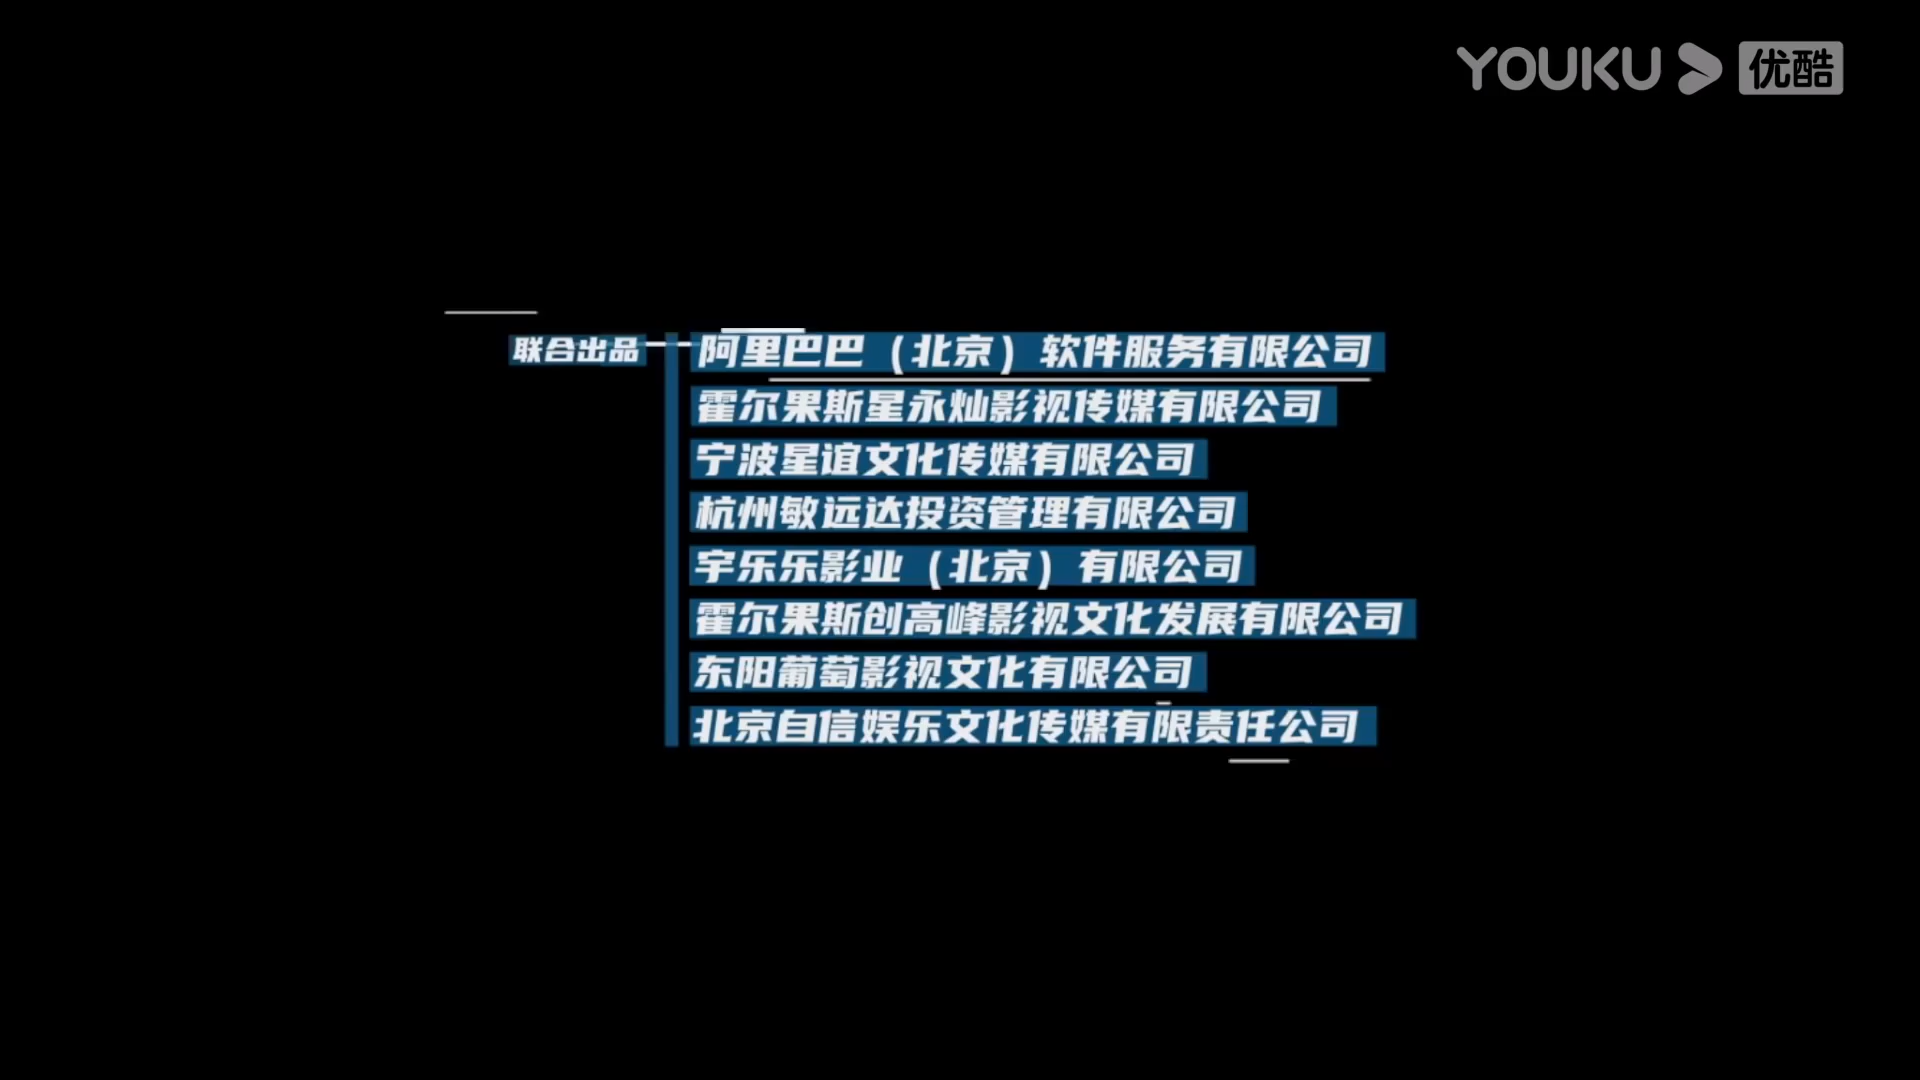 YOUKU 优酷
联合出品
阿里巴巴（北京）软件服务有限公司
霍尔果斯星永灿影视传媒有限公司
宁波星谊文化传媒有限公司
杭州敏远达投资管理有限公司
宇乐乐影业（北京）有限公司
霍尔果斯创高峰影视文化发展有限公司
东阳葡萄影视文化有限公司
北京自信娱乐文化传媒有限责任公司